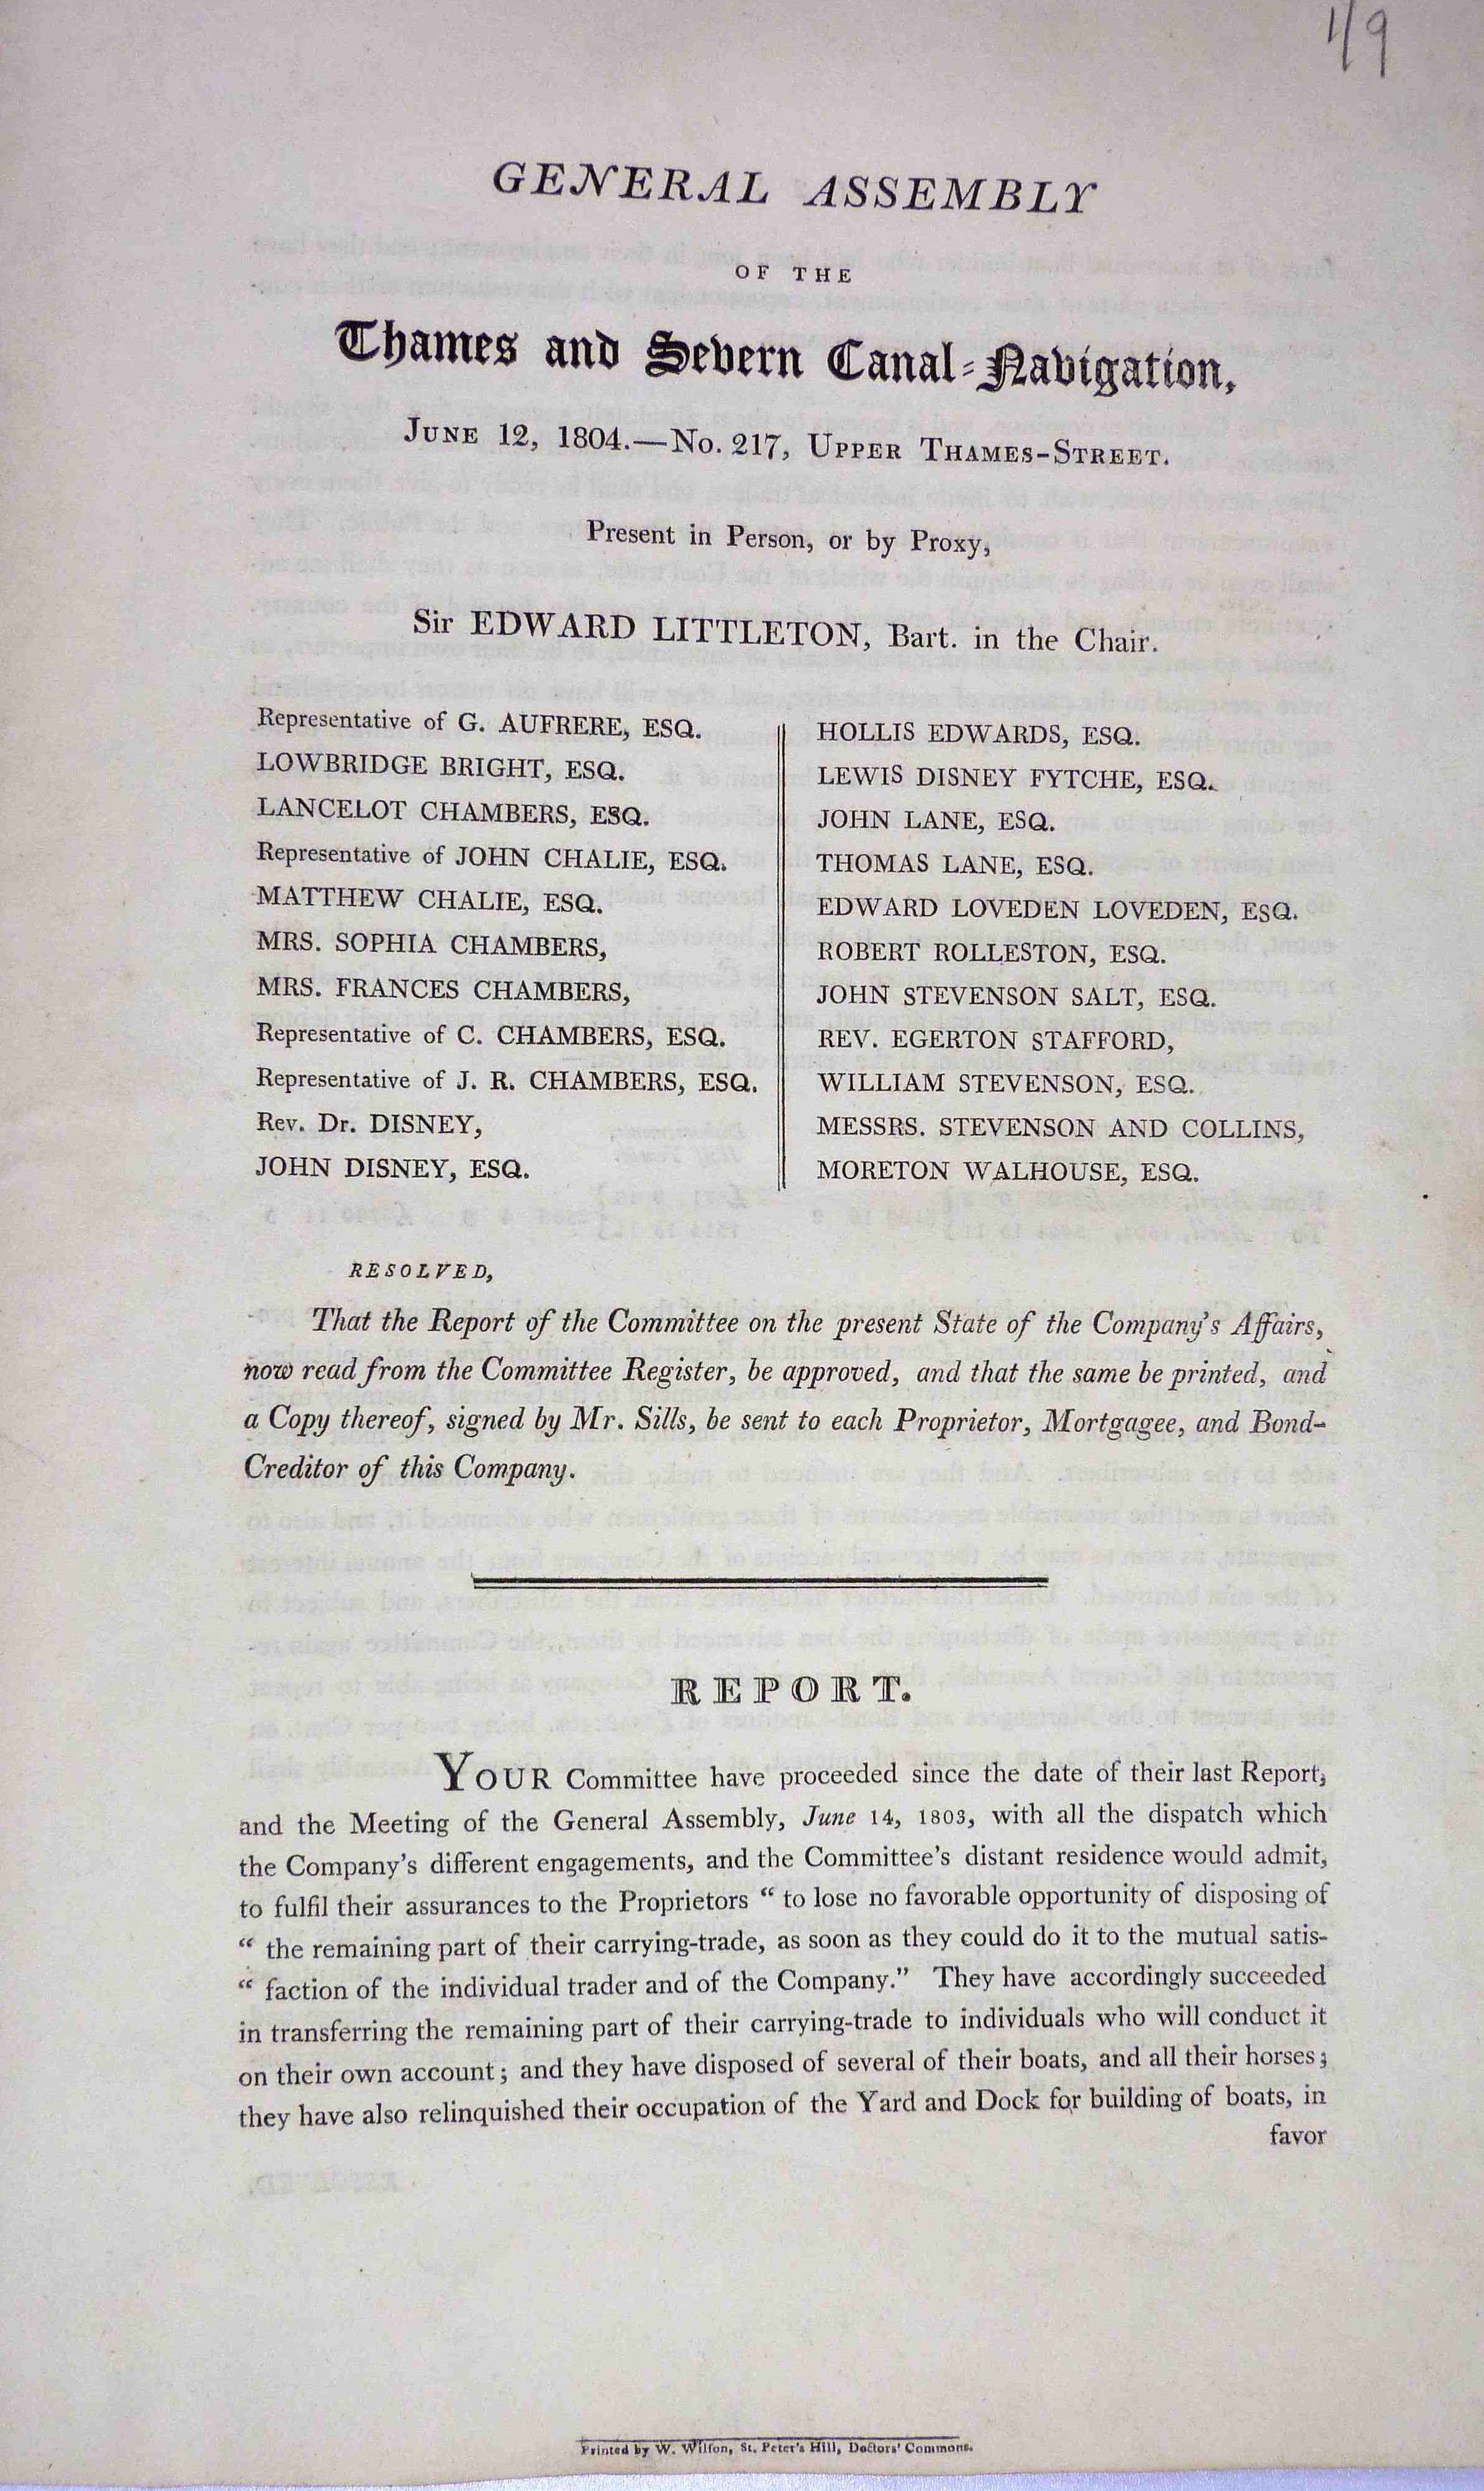 1/9
GENERAL ASSEMBLY
OF THE
Thames and Severn Canal-Navigation,
JUNE 12, 1804.—No. 217, UPPER THAMES-STREET.
Present in Person, or by Proxy,
Sir EDWARD LITTLETON, Bart. in the Chair.
Representative of G. AUFRERE, ESQ.
LOWBRIDGE BRIGHT, ESQ.
LANCELOT CHAMBERS, ESQ.
Representative of JOHN CHALIE, ESQ.
MATTHEW CHALIE, ESQ.
MRS. SOPHIA CHAMBERS,
MRS. FRANCES CHAMBERS,
Representative of C. CHAMBERS, ESQ.
Representative of J. R. CHAMBERS, ESQ.
Rev. Dr. DISNEY,
JOHN DISNEY, ESQ.
HOLLIS EDWARDS, ESQ.
LEWIS DISNEY FYTCHE, ESQ.
JOHN LANE, ESQ.
THOMAS LANE, ESQ.
EDWARD LOVEDEN LOVEDEN, ESQ.
ROBERT ROLLESTON, ESQ.
JOHN STEVENSON SALT, ESQ.
REV. EGERTON STAFFORD,
WILLIAM STEVENSON, ESQ.
MESSRS. STEVENSON AND COLLINS,
MORETON WALHOUSE, ESQ.
RESOLVED,
That the Report of the Committee on the present State of the Company's Affairs,
now read from the Committee Register, be approved, and that the same be printed, and
a Copy thereof, signed by Mr. Sills, be sent to each Proprietor, Mortgagee, and Bond-
Creditor of this Company.
REPORT.
YOUR Committee have proceeded since the date of their last Report,
and the Meeting of the General Assembly, June 14, 1803, with all the dispatch which
the Company's different engagements, and the Committee's distant residence would admit,
to fulfil their assurances to the Proprietors “ to lose no favorable opportunity of disposing of
“ the remaining part of their carrying-trade, as soon as they could do it to the mutual satis-
“ faction of the individual trader and of the Company.” They have accordingly succeeded
in transferring the remaining part of their carrying-trade to individuals who will conduct it
on their own account; and they have disposed of several of their boats, and all their horses;
they have also relinquished their occupation of the Yard and Dock for building of boats, in
favor
Printed by W. Wilson, St. Peter's Hill, Doctors' Commons.